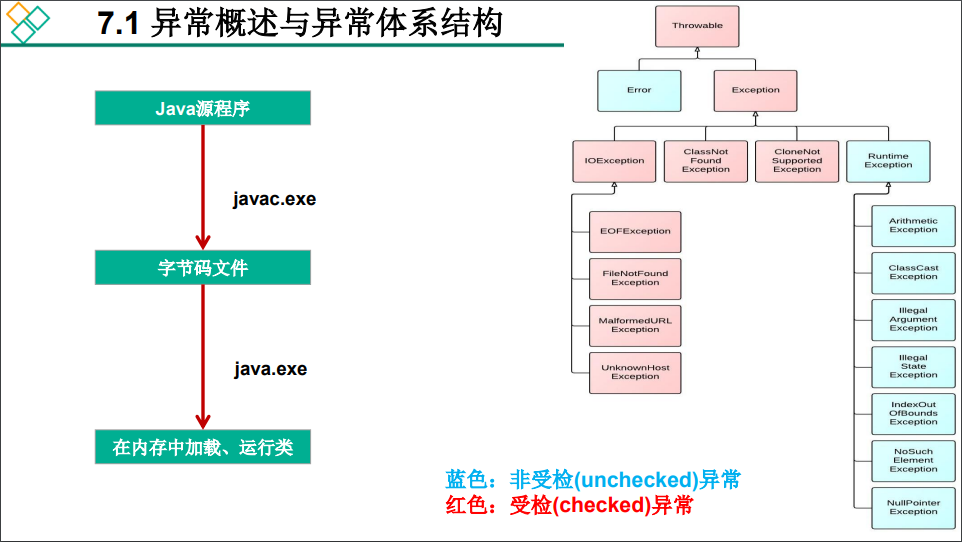 7.1 异常概述与异常体系结构
Java源程序
javac.exe
字节码文件
java.exe
在内存中加载、运行类
Throwable
Error
Exception
IOException
ClassNot
Found
Exception
CloneNot
Supported
Exception
Runtime
Exception
EOFException
FileNotFound
Exception
MalformedURL
Exception
UnknownHost
Exception
Arithmetic
Exception
ClassCast
Exception
Illegal
Argument
Exception
Illegal
State
Exception
IndexOut
OfBounds
Exception
NoSuch
Element
Exception
NullPointer
Exception
蓝色：非受检(unchecked)异常
红色：受检(checked)异常